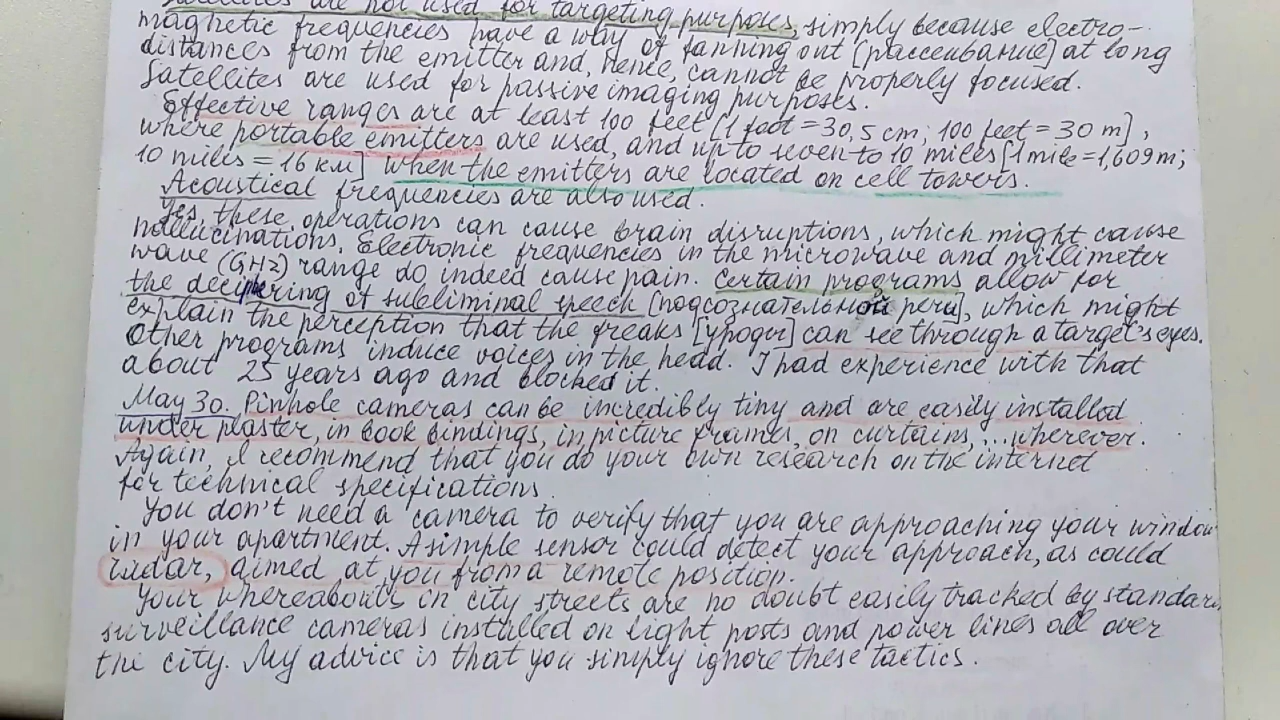 Satellites are not used for targeting purposes, simply because electro-
magnetic frequencies have a way of fanning out [рассеивание] at long
distances from the emitter and, hence, cannot be properly focused.
Satellites are used for passive imaging purposes.
Effective ranges are at least 100 feet [1 foot = 30,5 cm; 100 feet = 30 m],
where portable emitters are used, and up to seven to 10 miles [1 mile = 1,609 m;
10 miles = 16 км] when the emitters are located on cell towers.
Acoustical frequencies are also used.
Yes, these operations can cause brain disruptions, which might cause
hallucinations. Electronic frequencies in the microwave and millimeter
wave (GHz) range do indeed cause pain. Certain programs allow for
the deciphering of subliminal speech [подсознательной речи], which might
explain the perception that the freaks [уроды] can see through a target's eyes.
Other programs induce voices in the head. I had experience with that
about 25 years ago and blocked it.
May 30. Pinhole cameras can be incredibly tiny and are easily installed
under plaster, in book bindings, in picture frames, on curtains, ... wherever.
Again, I recommend that you do your own research on the internet
for technical specifications.
You don't need a camera to verify that you are approaching your window
in your apartment. A simple sensor could detect your approach, as could
radar, aimed at you from a remote position.
Your whereabouts in city streets are no doubt easily tracked by standard
surveillance cameras installed on light posts and power lines all over
the city. My advice is that you simply ignore these tactics.